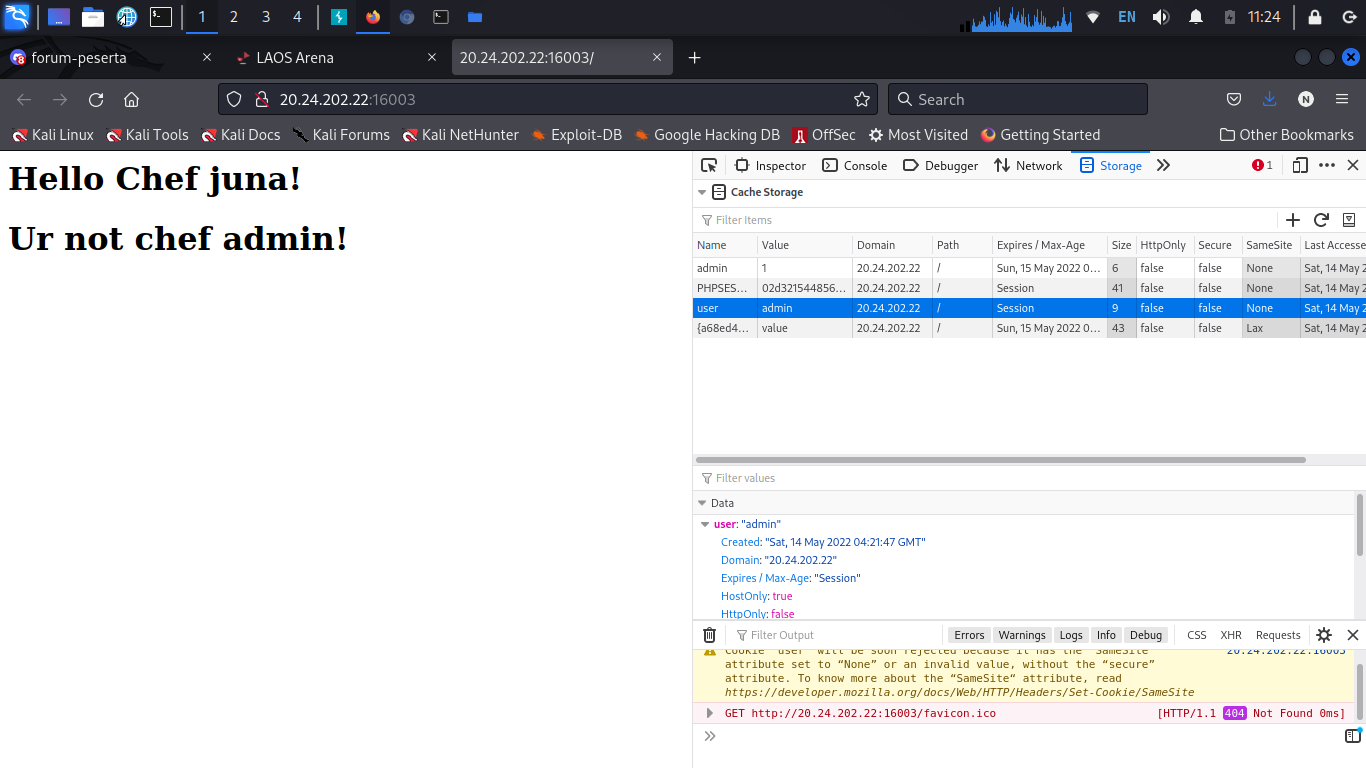 1 2 3 4 EN 11:24
forum-peserta LAOS Arena 20.24.202.22:16003/
20.24.202.22:16003 Search N
Kali Linux Kali Tools Kali Docs Kali Forums Kali NetHunter Exploit-DB Google Hacking DB OffSec Most Visited Getting Started Other Bookmarks
Hello Chef juna!
Ur not chef admin!
Inspector Console Debugger Network Storage 1
Cache Storage
Filter Items
Name Value Domain Path Expires / Max-Age Size HttpOnly Secure SameSite Last Accesse
admin 1 20.24.202.22 / Sun, 15 May 2022 0... 6 false false None Sat, 14 May 2
PHPSES... 02d321544856... 20.24.202.22 / Session 41 false false None Sat, 14 May 2
user admin 20.24.202.22 / Session 9 false false None Sat, 14 May 2
{a68ed4... value 20.24.202.22 / Sun, 15 May 2022 0... 43 false false Lax Sat, 14 May 2
Filter values
Data
user: "admin"
Created: "Sat, 14 May 2022 04:21:47 GMT"
Domain: "20.24.202.22"
Expires / Max-Age: "Session"
HostOnly: true
HttpOnly: false
Filter Output Errors Warnings Logs Info Debug CSS XHR Requests
Cookie "user" will be soon rejected because it has the "SameSite" 20.24.202.22:16003
attribute set to “None” or an invalid value, without the “secure”
attribute. To know more about the “SameSite“ attribute, read
https://developer.mozilla.org/docs/Web/HTTP/Headers/Set-Cookie/SameSite
GET http://20.24.202.22:16003/favicon.ico [HTTP/1.1 404 Not Found 0ms]